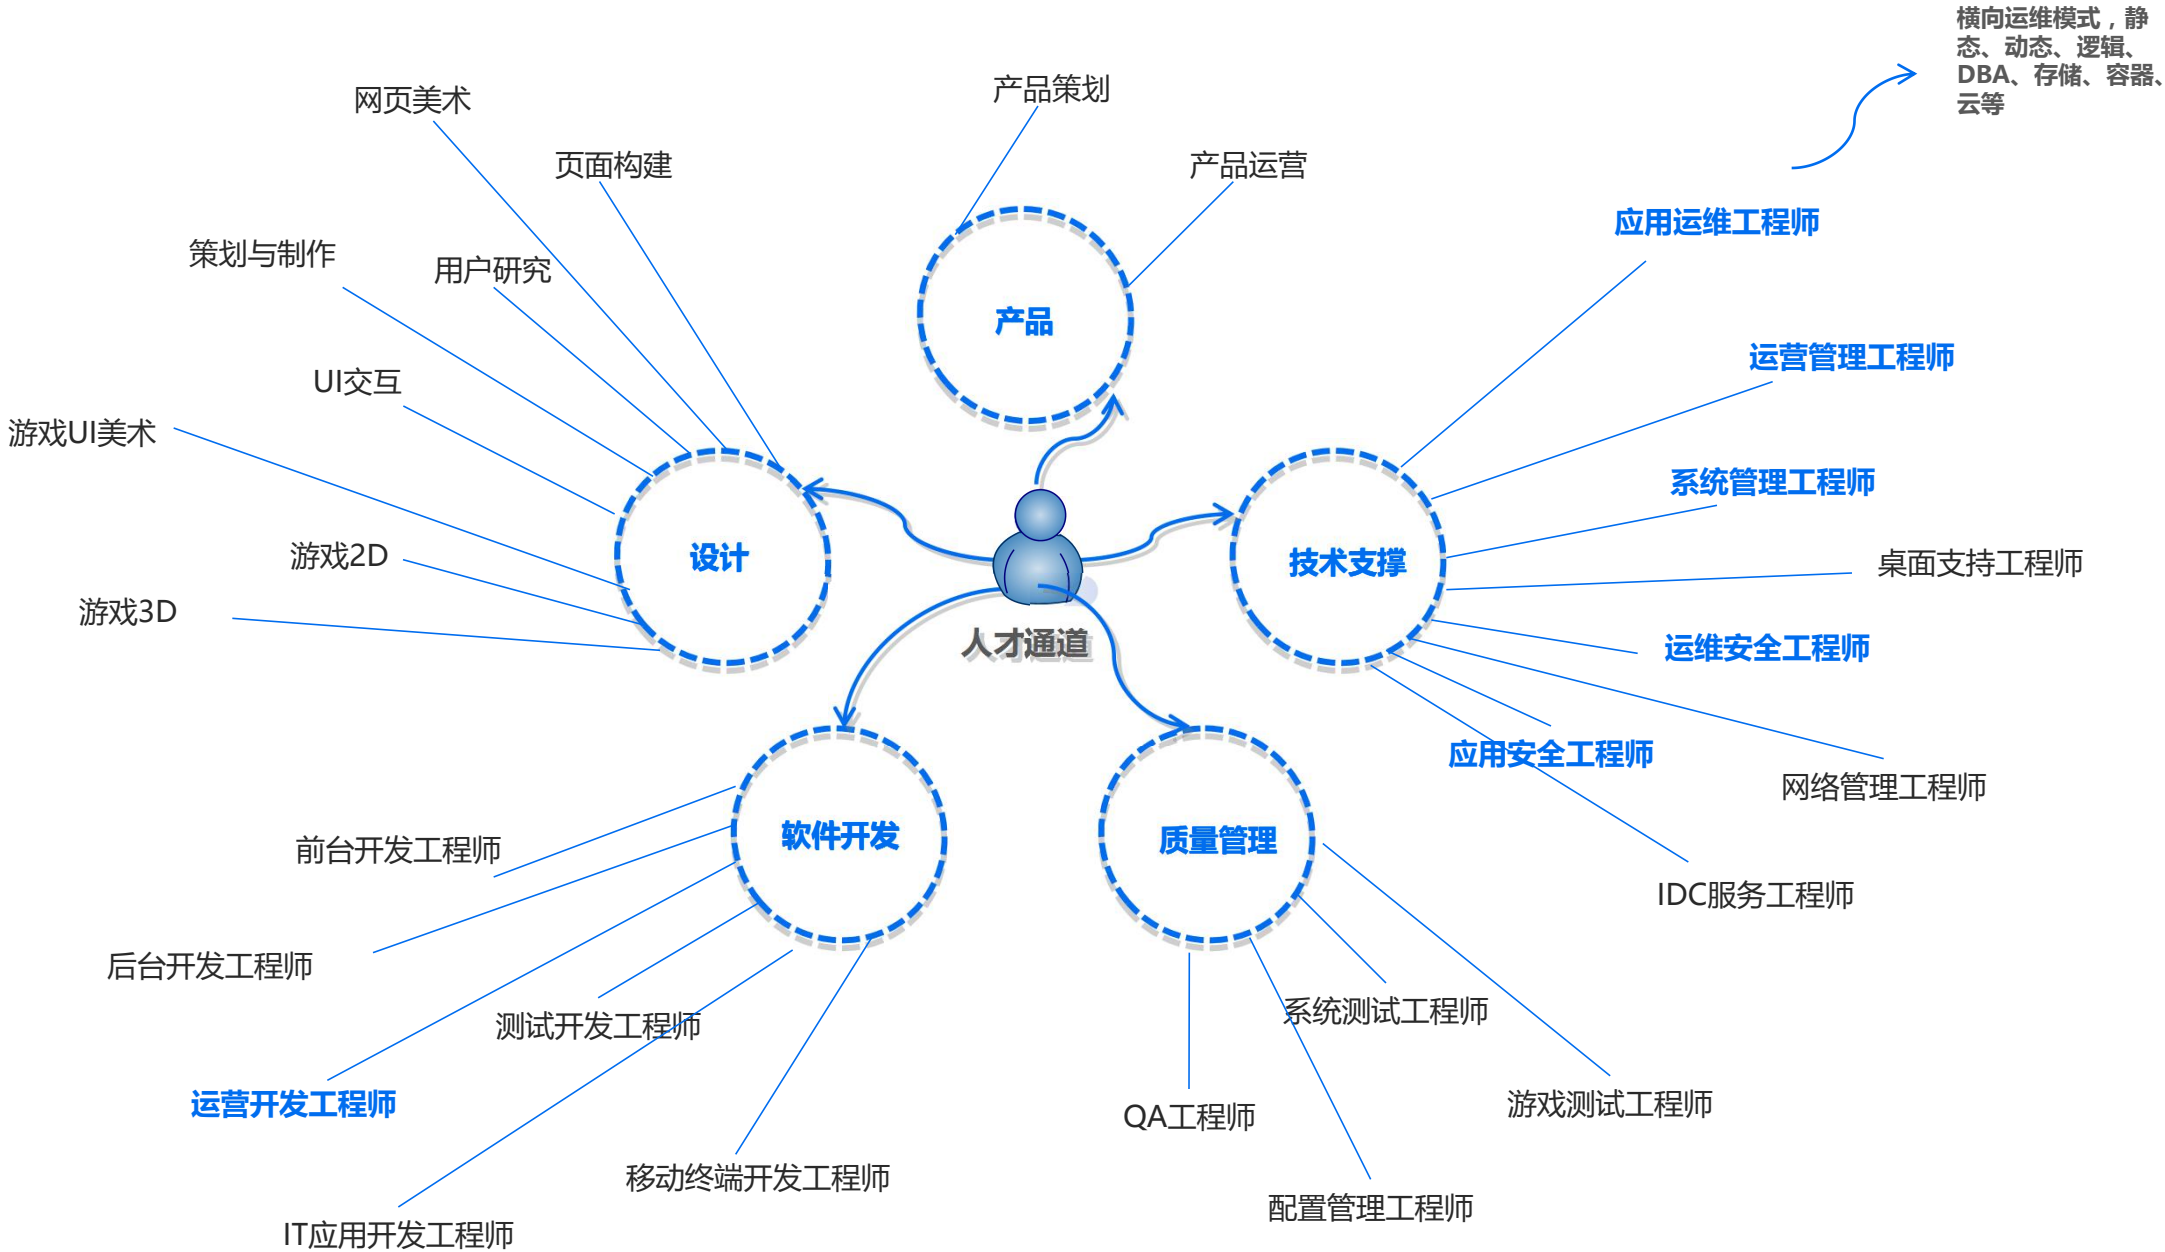 横向运维模式，静
态、动态、逻辑、
DBA、存储、容器、
云等
产品策划
网页美术
页面构建
产品运营
应用运维工程师
策划与制作
用户研究
产品
运营管理工程师
UI交互
游戏UI美术
系统管理工程师
游戏2D
设计
技术支撑
桌面支持工程师
游戏3D
人才通道
运维安全工程师
应用安全工程师
网络管理工程师
软件开发
质量管理
前台开发工程师
IDC服务工程师
后台开发工程师
系统测试工程师
测试开发工程师
运营开发工程师
游戏测试工程师
QA工程师
移动终端开发工程师
配置管理工程师
IT应用开发工程师